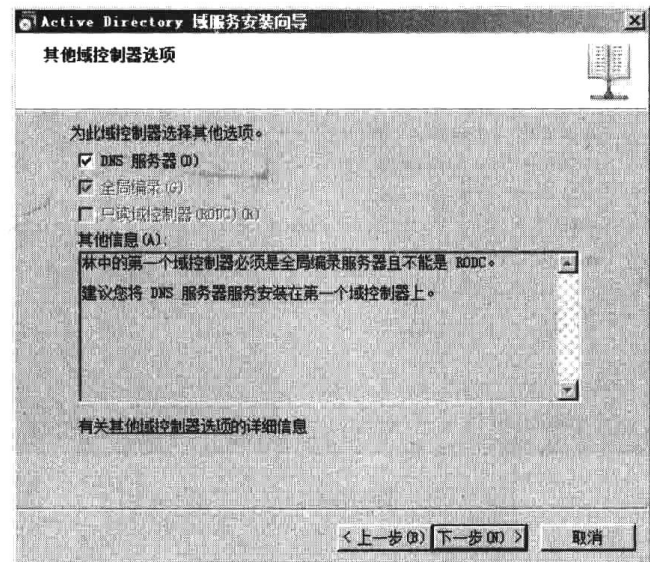 Active Directory 域服务安装向导
其他域控制器选项
为此域控制器选择其他选项。
DNS 服务器(D)
全局编录(G)
只读域控制器(RODC)(R)
其他信息(A):
林中的第一个域控制器必须是全局编录服务器且不能是 RODC。
建议您将 DNS 服务器服务安装在第一个域控制器上。
有关其他域控制器选项的详细信息
< 上一步(B) 下一步(N) > 取消